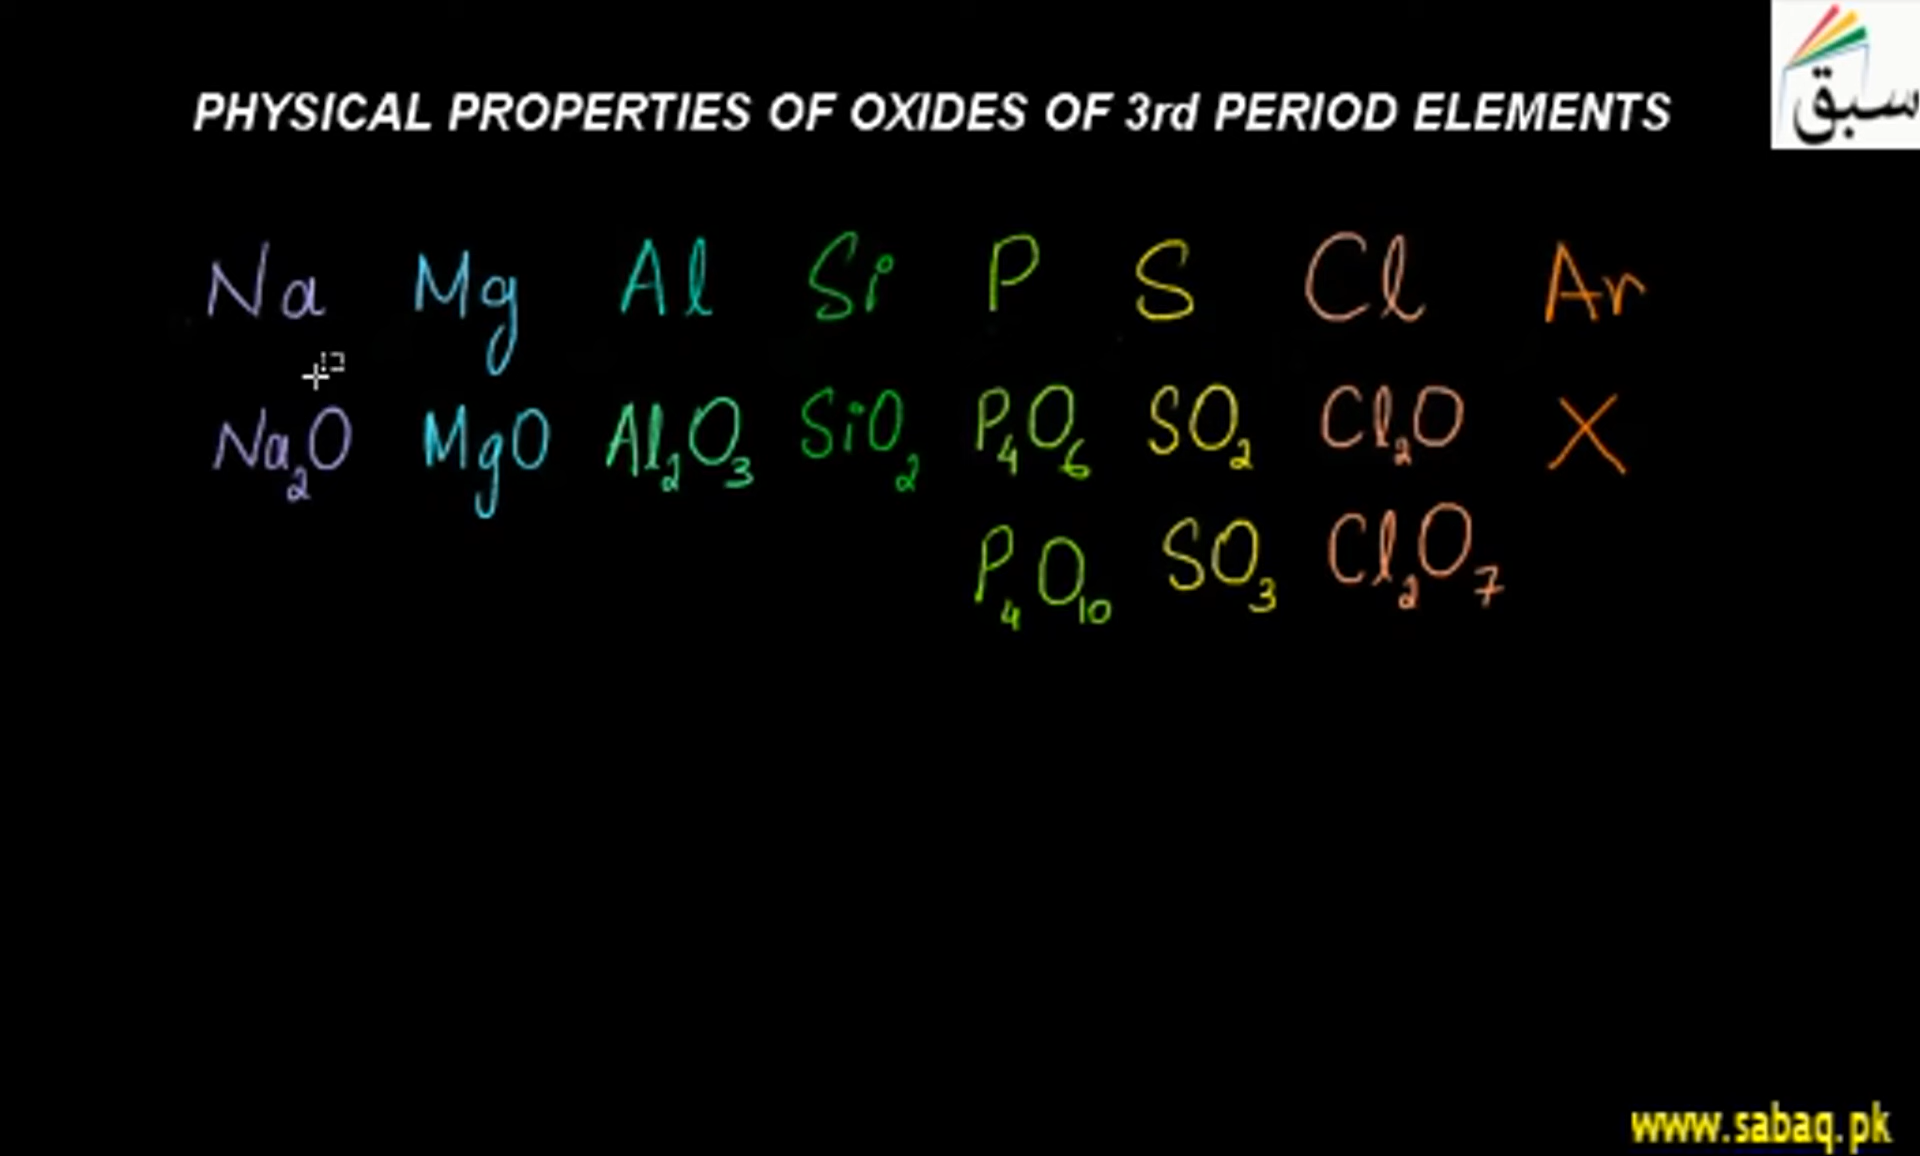 سبق
PHYSICAL PROPERTIES OF OXIDES OF 3rd PERIOD ELEMENTS
Na Mg Al Si P S Cl Ar
Na₂O MgO Al₂O₃ SiO₂ P₄O₆ SO₂ Cl₂O X
P₄O₁₀ SO₃ Cl₂O₇
www.sabaq.pk